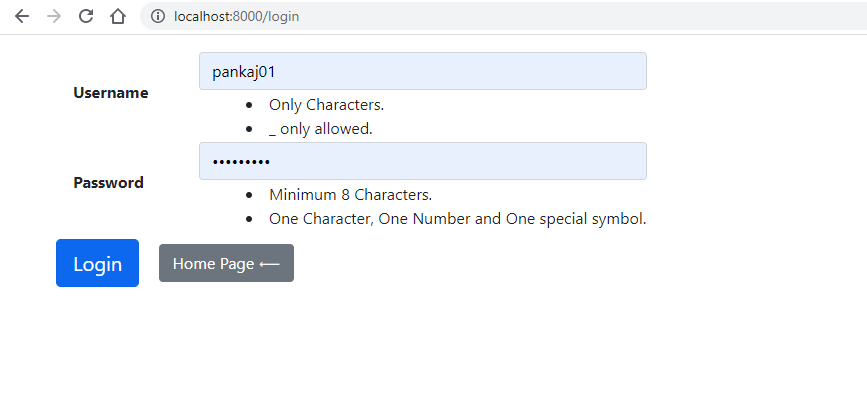 localhost:8000/login
pankaj01
Username
• Only Characters.
• _ only allowed.
•••••••••
Password
• Minimum 8 Characters.
• One Character, One Number and One special symbol.
Login
Home Page ⟵